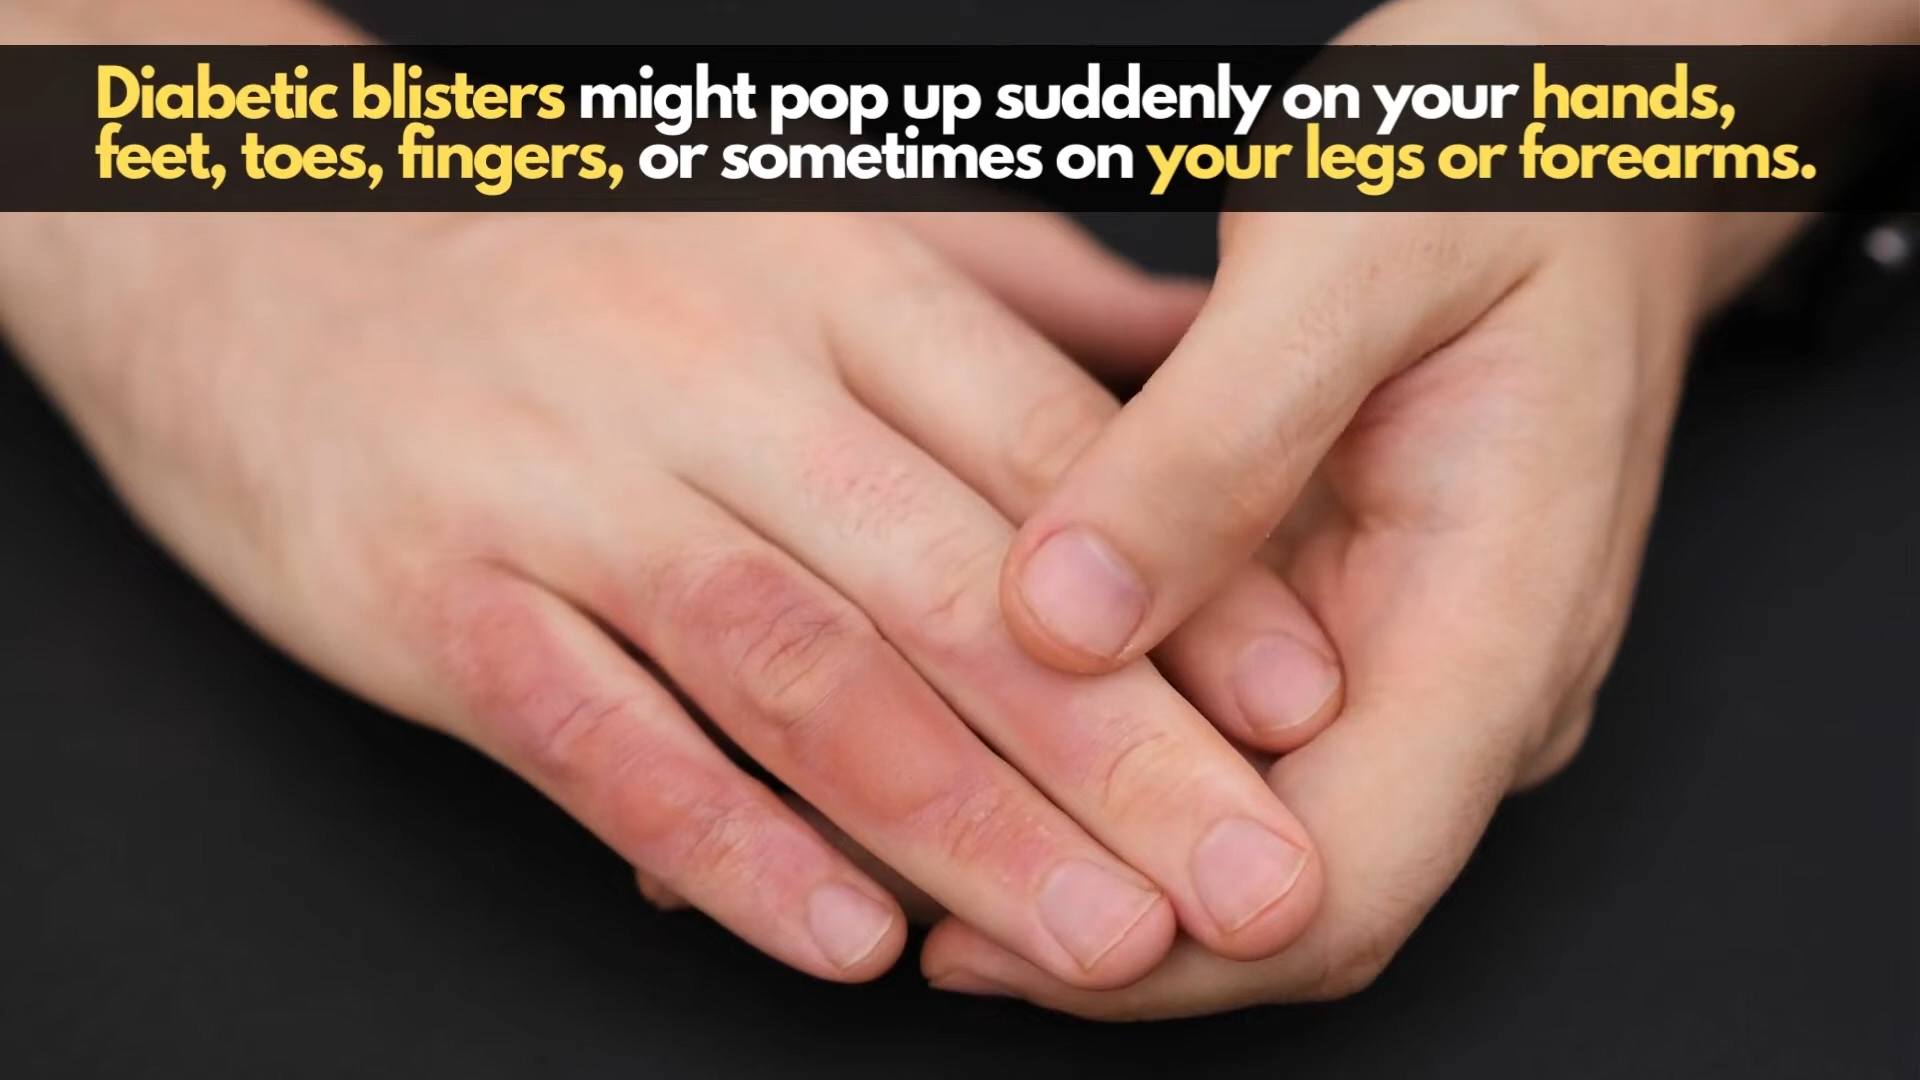 Diabetic blisters might pop up suddenly on your hands,
feet, toes, fingers, or sometimes on your legs or forearms.